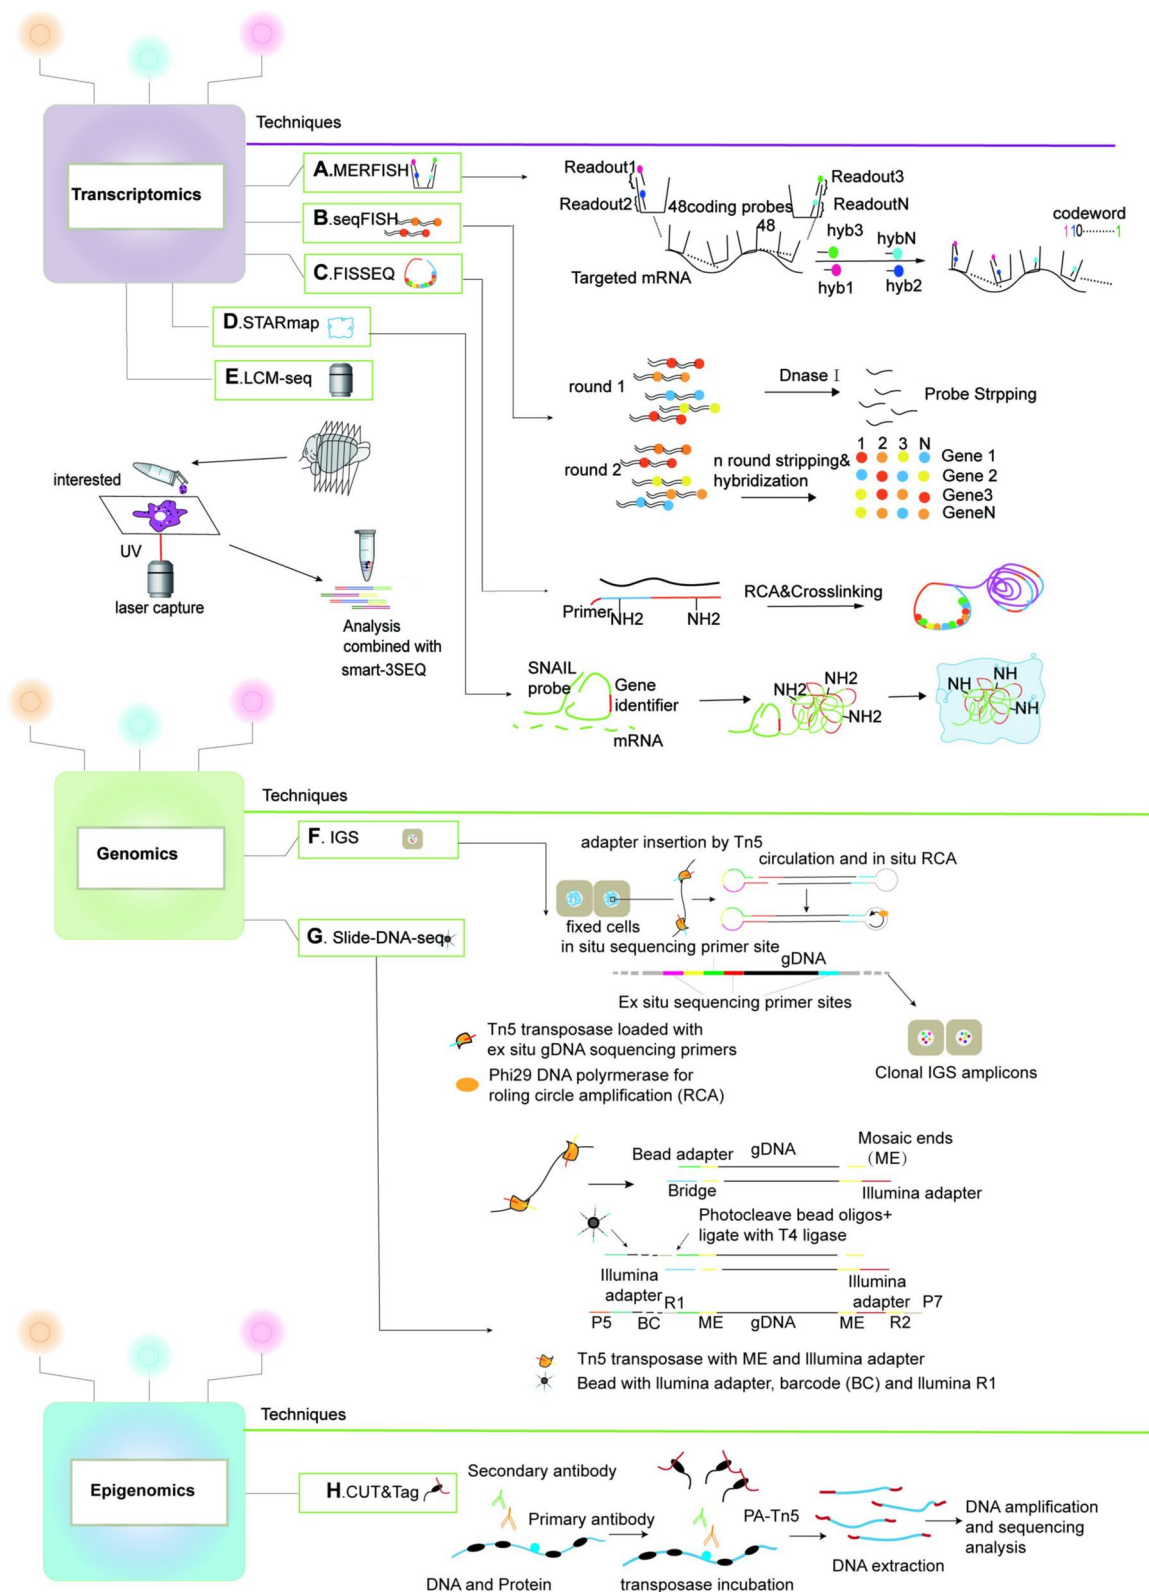 Techniques
Transcriptomics
A.MERFISH
B.seqFISH
C.FISSEQ
D.STARmap
E.LCM-seq
Readout1
Readout2
48coding probes
48
Readout3
ReadoutN
Targeted mRNA
hyb3
hybN
hyb1
hyb2
codeword
110·········1
round 1
Dnase I
Probe Strpping
round 2
n round stripping&
hybridization
1 2 3 N
Gene 1
Gene 2
Gene3
GeneN
interested
UV
laser capture
Analysis
combined with
smart-3SEQ
Primer
NH2
NH2
RCA&Crosslinking
SNAIL
probe
Gene
identifier
mRNA
NH2
NH2
NH2
NH
NH
NH
Techniques
Genomics
F. IGS
G. Slide-DNA-seq
adapter insertion by Tn5
circulation and in situ RCA
fixed cells
in situ sequencing primer site
gDNA
Ex situ sequencing primer sites
Tn5 transposase loaded with
ex situ gDNA soquencing primers
Phi29 DNA polyrmerase for
roling circle amplification (RCA)
Clonal IGS amplicons
Bead adapter
gDNA
Mosaic ends
(ME)
Bridge
Illumina adapter
Photocleave bead oligos+
ligate with T4 ligase
Illumina
adapter
Illumina
adapter
R1
P7
P5
BC
ME
gDNA
ME
R2
Tn5 transposase with ME and Illumina adapter
Bead with llumina adapter, barcode (BC) and llumina R1
Techniques
Epigenomics
H.CUT&Tag
Secondary antibody
Primary antibody
DNA and Protein
PA-Tn5
transposase incubation
DNA extraction
DNA amplification
and sequencing
analysis